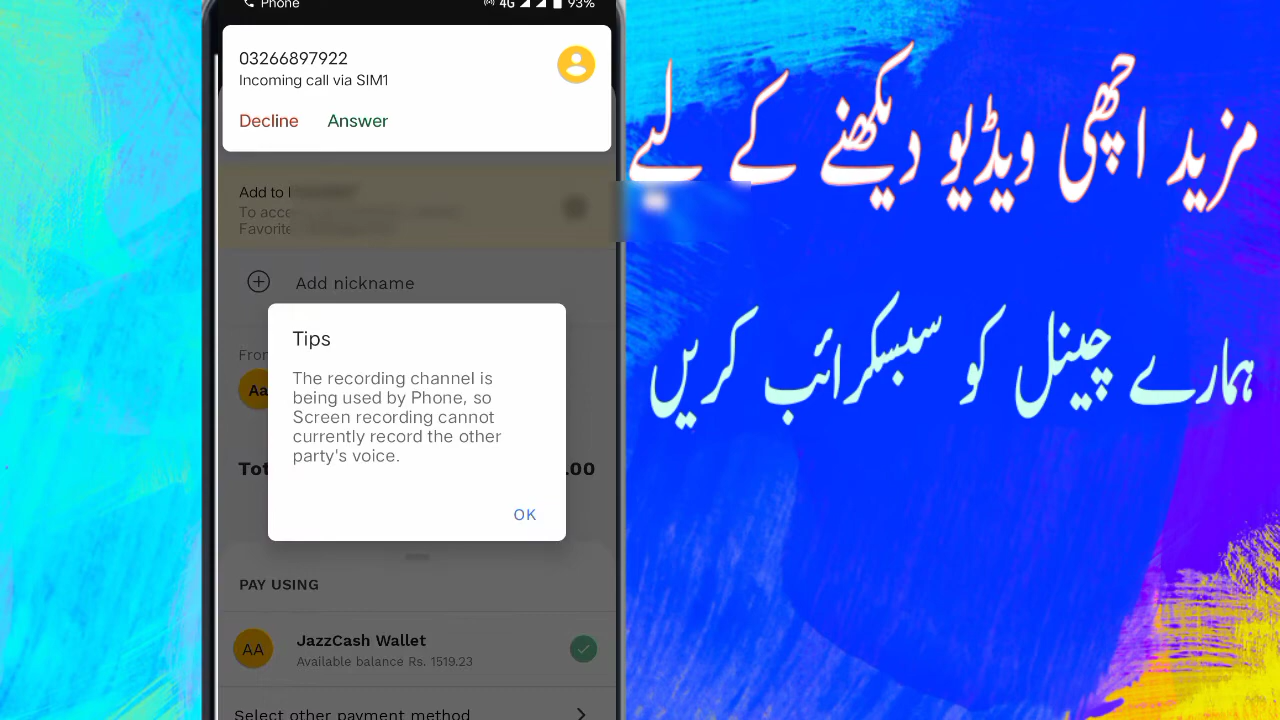 Phone
4G 93%
03266897922
Incoming call via SIM1
Decline Answer
Add to
To acce
Favorite
Add nickname
From
Aa
Tips
The recording channel is
being used by Phone, so
Screen recording cannot
currently record the other
party's voice.
OK
Tot .00
PAY USING
AA JazzCash Wallet
Available balance Rs. 1519.23
Select other payment method
مزید اچھی ویڈیو دیکھنے کے لیے
ہمارے چینل کو سبسکرائب کریں